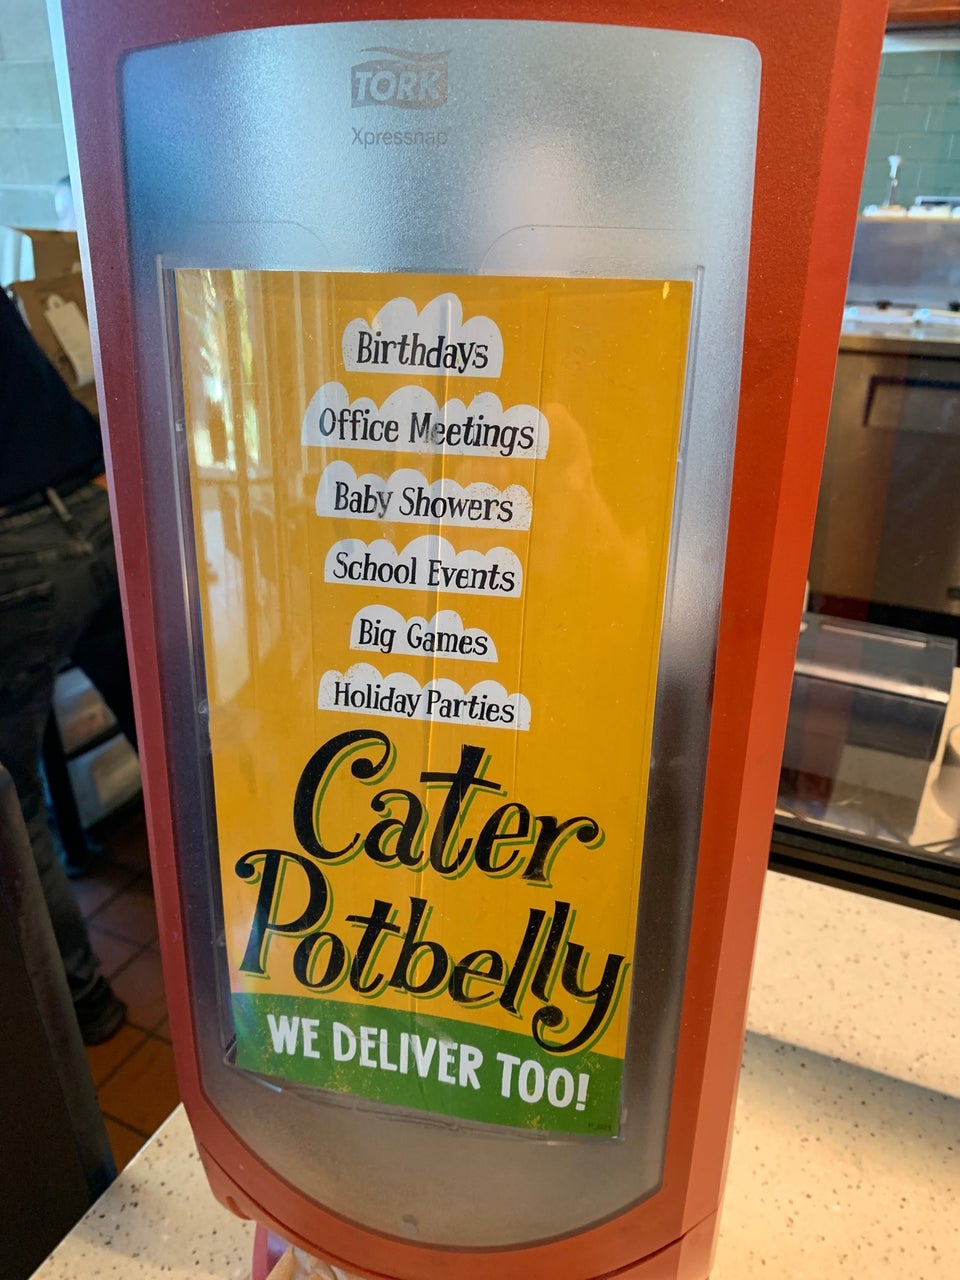 TORK
Xpressnap
Birthdays
Office Meetings
Baby Showers
School Events
Big Games
Holiday Parties
Cater
Potbelly
WE DELIVER TOO!